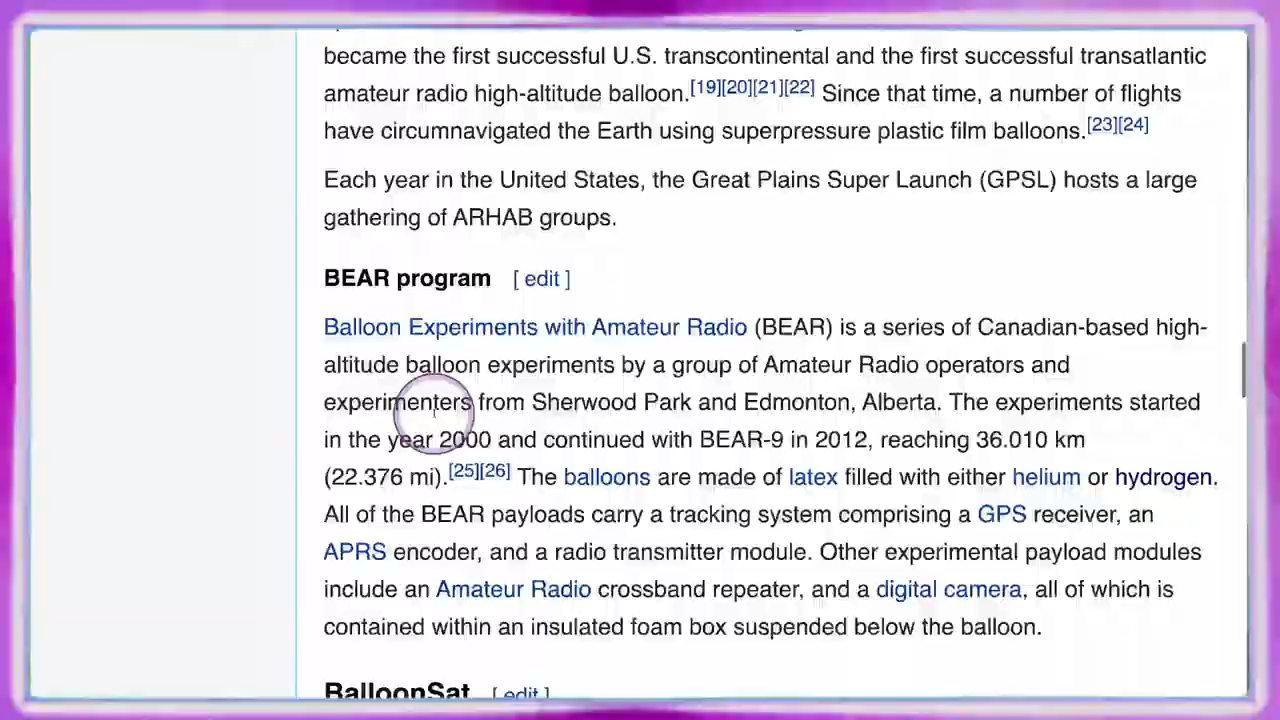 became the first successful U.S. transcontinental and the first successful transatlantic
amateur radio high-altitude balloon.[19][20][21][22] Since that time, a number of flights
have circumnavigated the Earth using superpressure plastic film balloons.[23][24]
Each year in the United States, the Great Plains Super Launch (GPSL) hosts a large
gathering of ARHAB groups.
BEAR program [ edit ]
Balloon Experiments with Amateur Radio (BEAR) is a series of Canadian-based high-
altitude balloon experiments by a group of Amateur Radio operators and
experimenters from Sherwood Park and Edmonton, Alberta. The experiments started
in the year 2000 and continued with BEAR-9 in 2012, reaching 36.010 km
(22.376 mi).[25][26] The balloons are made of latex filled with either helium or hydrogen.
All of the BEAR payloads carry a tracking system comprising a GPS receiver, an
APRS encoder, and a radio transmitter module. Other experimental payload modules
include an Amateur Radio crossband repeater, and a digital camera, all of which is
contained within an insulated foam box suspended below the balloon.
BalloonSat [ edit ]